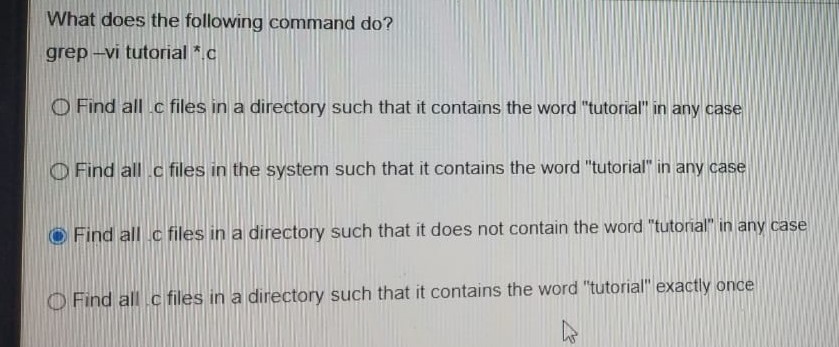 What does the following command do?
grep –vi tutorial *.c
Find all .c files in a directory such that it contains the word "tutorial" in any case
Find all .c files in the system such that it contains the word "tutorial" in any case
Find all .c files in a directory such that it does not contain the word "tutorial" in any case
Find all .c files in a directory such that it contains the word "tutorial" exactly once